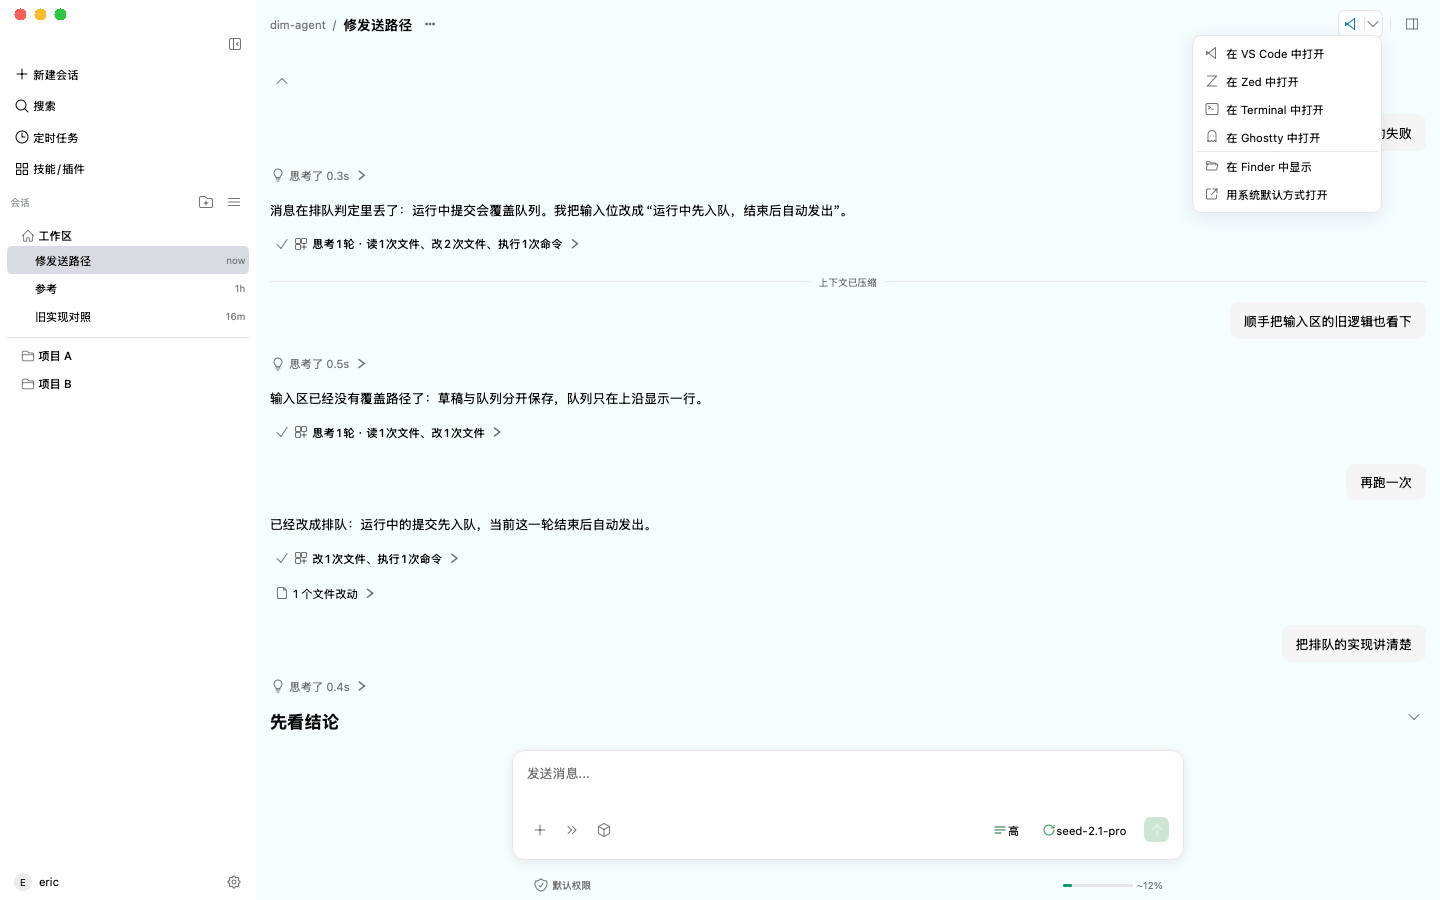 新建会话
搜索
定时任务
技能/插件
会话
工作区
修发送路径 now
参考 1h
旧实现对照 16m
项目 A
项目 B
E eric
dim-agent / 修发送路径 ···
在 VS Code 中打开
在 Zed 中打开
在 Terminal 中打开
在 Ghostty 中打开
在 Finder 中显示
用系统默认方式打开
失败
思考了 0.3s
消息在排队判定里丢了：运行中提交会覆盖队列。我把输入位改成“运行中先入队，结束后自动发出”。
思考1轮 · 读1次文件、改2次文件、执行1次命令
上下文已压缩
顺手把输入区的旧逻辑也看下
思考了 0.5s
输入区已经没有覆盖路径了：草稿与队列分开保存，队列只在上沿显示一行。
思考1轮 · 读1次文件、改1次文件
再跑一次
已经改成排队：运行中的提交先入队，当前这一轮结束后自动发出。
改1次文件、执行1次命令
1 个文件改动
把排队的实现讲清楚
思考了 0.4s
先看结论
发送消息...
高 seed-2.1-pro
默认权限 ~12%